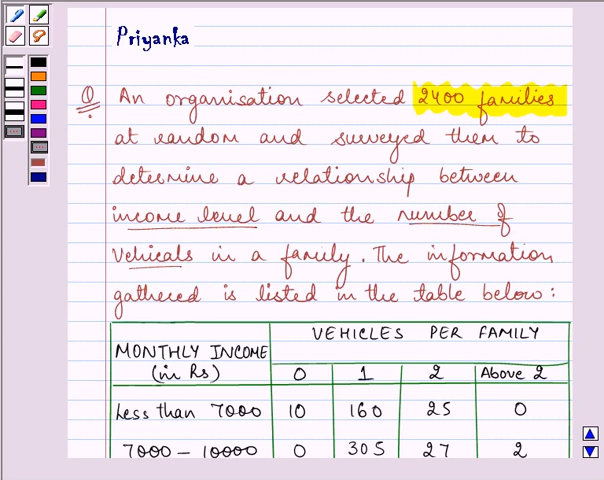 Priyanka
Q An organisation selected 2400 families
at random and surveyed them to
determine a relationship between
income level and the number of
vehicals in a family. The information
gathered is listed in the table below:
VEHICLES PER FAMILY
MONTHLY INCOME
(in Rs) 0 1 2 Above 2
Less than 7000 10 160 25 0
7000 - 10000 0 305 27 2